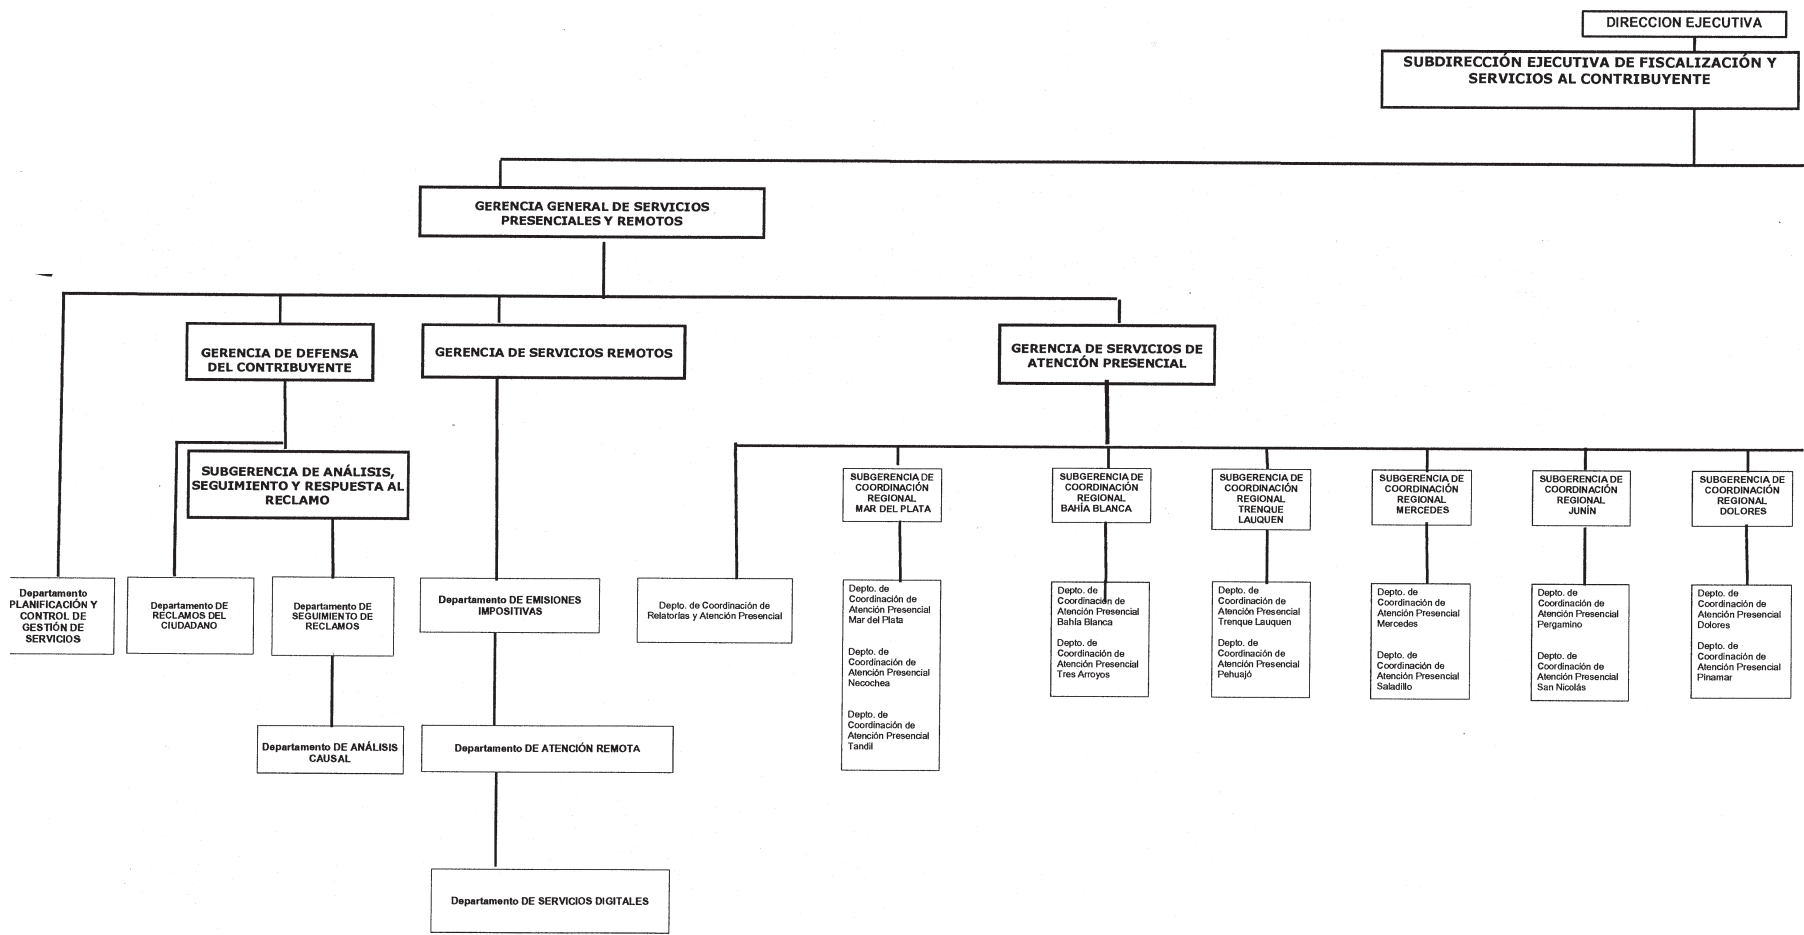 DIRECCION EJECUTIVA
SUBDIRECCIÓN EJECUTIVA DE FISCALIZACIÓN Y
SERVICIOS AL CONTRIBUYENTE
GERENCIA GENERAL DE SERVICIOS
PRESENCIALES Y REMOTOS
GERENCIA DE DEFENSA
DEL CONTRIBUYENTE
GERENCIA DE SERVICIOS REMOTOS
GERENCIA DE SERVICIOS DE
ATENCIÓN PRESENCIAL
SUBGERENCIA DE ANÁLISIS,
SEGUIMIENTO Y RESPUESTA AL
RECLAMO
SUBGERENCIA DE
COORDINACIÓN
REGIONAL
MAR DEL PLATA
SUBGERENCIA DE
COORDINACIÓN
REGIONAL
BAHÍA BLANCA
SUBGERENCIA DE
COORDINACIÓN
REGIONAL
TRENQUE
LAUQUEN
SUBGERENCIA DE
COORDINACIÓN
REGIONAL
MERCEDES
SUBGERENCIA DE
COORDINACIÓN
REGIONAL
JUNÍN
SUBGERENCIA DE
COORDINACIÓN
REGIONAL
DOLORES
Departamento
PLANIFICACIÓN Y
CONTROL DE
GESTIÓN DE
SERVICIOS
Departamento DE
RECLAMOS DEL
CIUDADANO
Departamento DE
SEGUIMIENTO DE
RECLAMOS
Departamento DE EMISIONES
IMPOSITIVAS
Depto. de Coordinación de
Relatorías y Atención Presencial
Depto. de
Coordinación de
Atención Presencial
Mar del Plata
Depto. de
Coordinación de
Atención Presencial
Necochea
Depto. de
Coordinación de
Atención Presencial
Tandil
Depto. de
Coordinación de
Atención Presencial
Bahía Blanca
Depto. de
Coordinación de
Atención Presencial
Tres Arroyos
Depto. de
Coordinación de
Atención Presencial
Trenque Lauquen
Depto. de
Coordinación de
Atención Presencial
Pehuajó
Depto. de
Coordinación de
Atención Presencial
Mercedes
Depto. de
Coordinación de
Atención Presencial
Saladillo
Depto. de
Coordinación de
Atención Presencial
Pergamino
Depto. de
Coordinación de
Atención Presencial
San Nicolás
Depto. de
Coordinación de
Atención Presencial
Dolores
Depto. de
Coordinación de
Atención Presencial
Pinamar
Departamento DE ANÁLISIS
CAUSAL
Departamento DE ATENCIÓN REMOTA
Departamento DE SERVICIOS DIGITALES